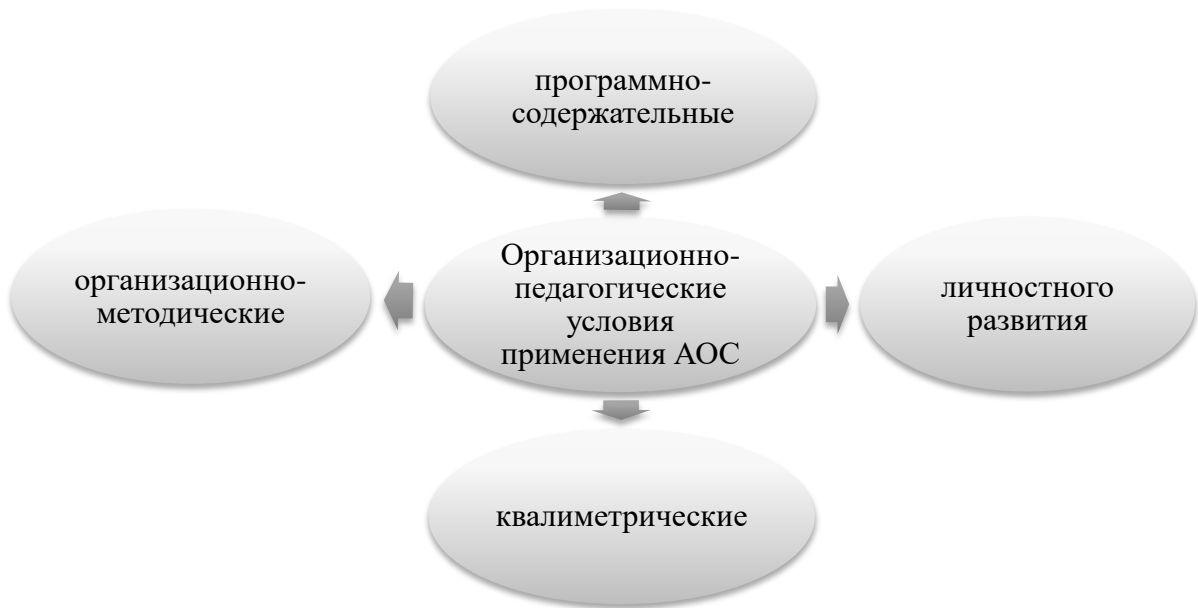 программно-
содержательные
организационно-
методические
Организационно-
педагогические
условия
применения АОС
личностного
развития
квалиметрические